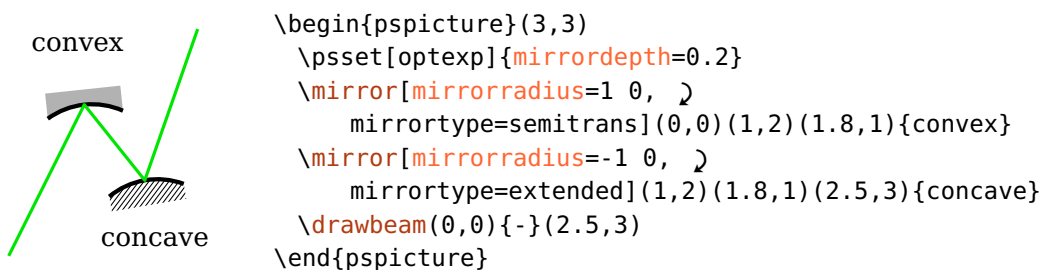 convex
concave
\begin{pspicture}(3,3)
\psset[optexp]{mirrordepth=0.2}
\mirror[mirrorradius=1 0,
mirrortype=semitrans](0,0)(1,2)(1.8,1){convex}
\mirror[mirrorradius=-1 0,
mirrortype=extended](1,2)(1.8,1)(2.5,3){concave}
\drawbeam(0,0){-}(2.5,3)
\end{pspicture}